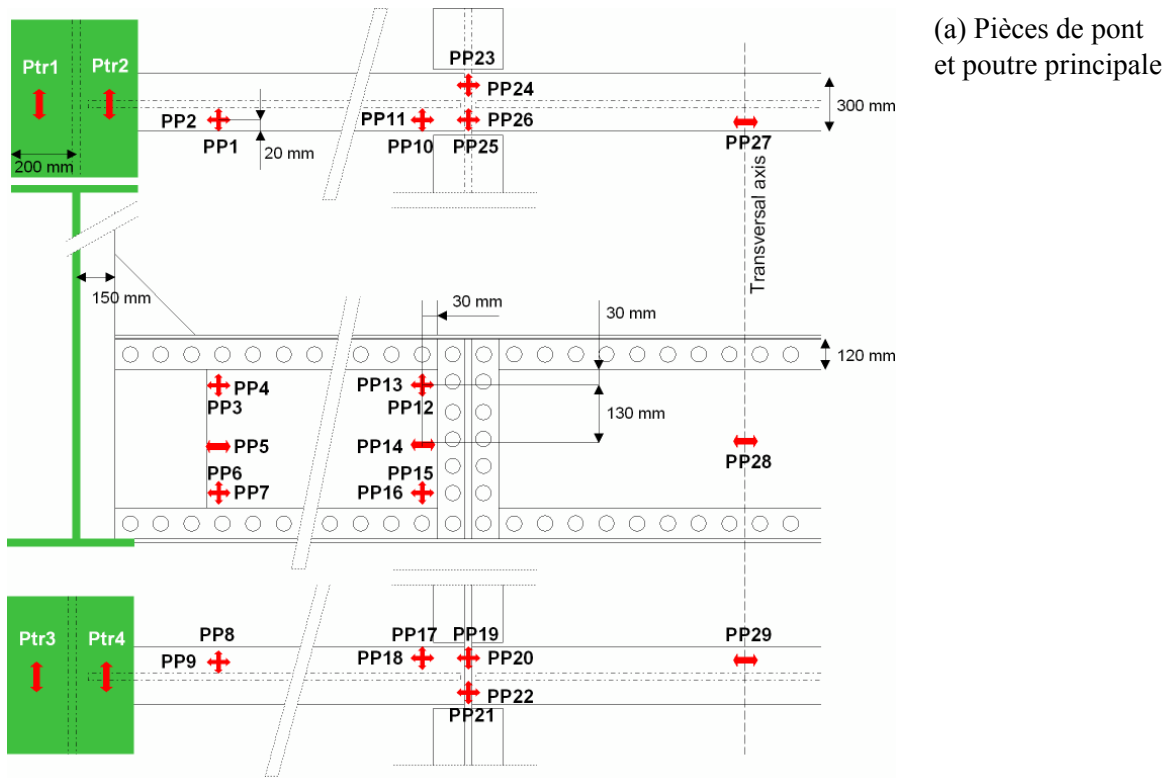 (a) Pièces de pont
et poutre principale
Ptr1 Ptr2
PP23
PP24
PP2
PP1
20 mm
PP11
PP10
PP26
PP25
PP27
300 mm
200 mm
Transversal axis
150 mm
30 mm
30 mm
120 mm
PP4
PP3
PP13
PP12
130 mm
PP5
PP14
PP28
PP6
PP7
PP15
PP16
Ptr3 Ptr4
PP8
PP9
PP17
PP18
PP19
PP20
PP22
PP21
PP29